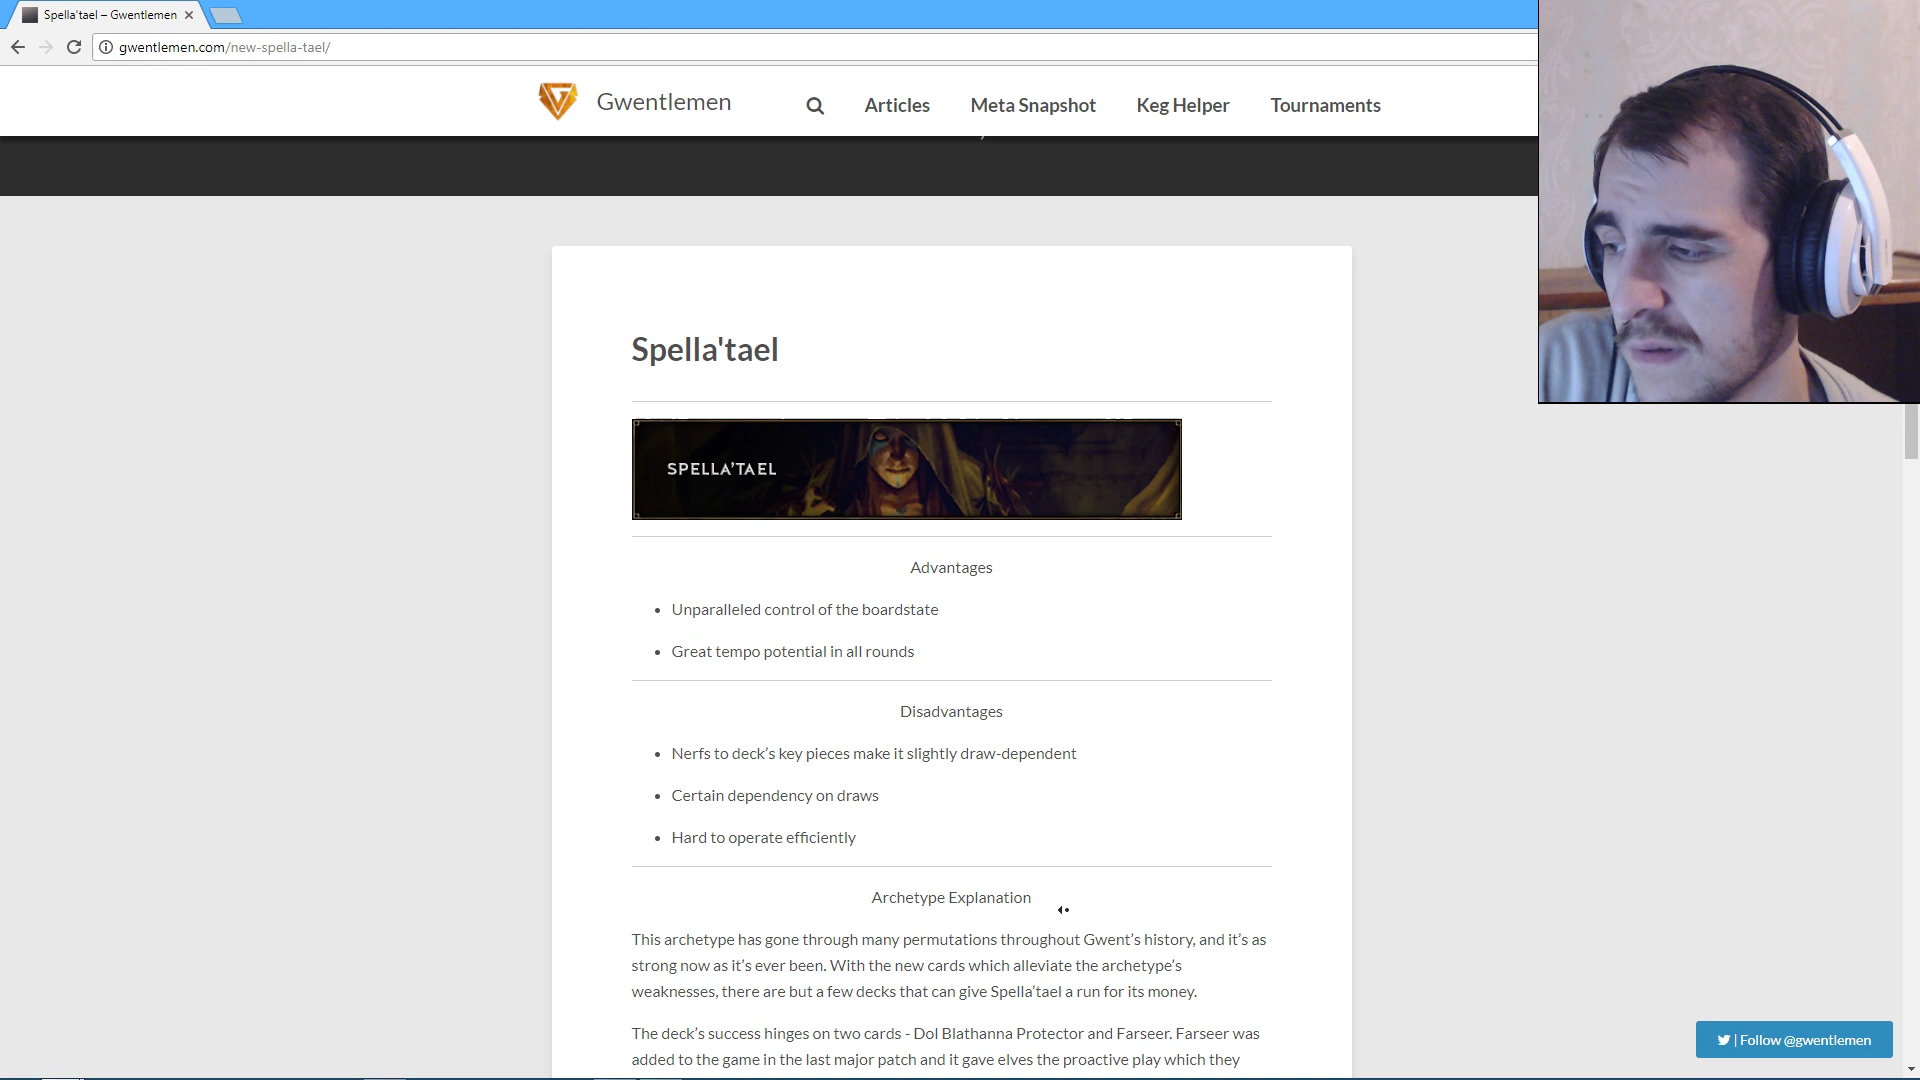 Spella'tael – Gwentlemen
gwentlemen.com/new-spella-tael/
Gwentlemen
Articles
Meta Snapshot
Keg Helper
Tournaments
Spella'tael
SPELLA'TAEL
Advantages
• Unparalleled control of the boardstate
• Great tempo potential in all rounds
Disadvantages
• Nerfs to deck’s key pieces make it slightly draw-dependent
• Certain dependency on draws
• Hard to operate efficiently
Archetype Explanation
This archetype has gone through many permutations throughout Gwent’s history, and it’s as
strong now as it’s ever been. With the new cards which alleviate the archetype’s
weaknesses, there are but a few decks that can give Spella’tael a run for its money.
The deck’s success hinges on two cards - Dol Blathanna Protector and Farseer. Farseer was
added to the game in the last major patch and it gave elves the proactive play which they
| Follow @gwentlemen